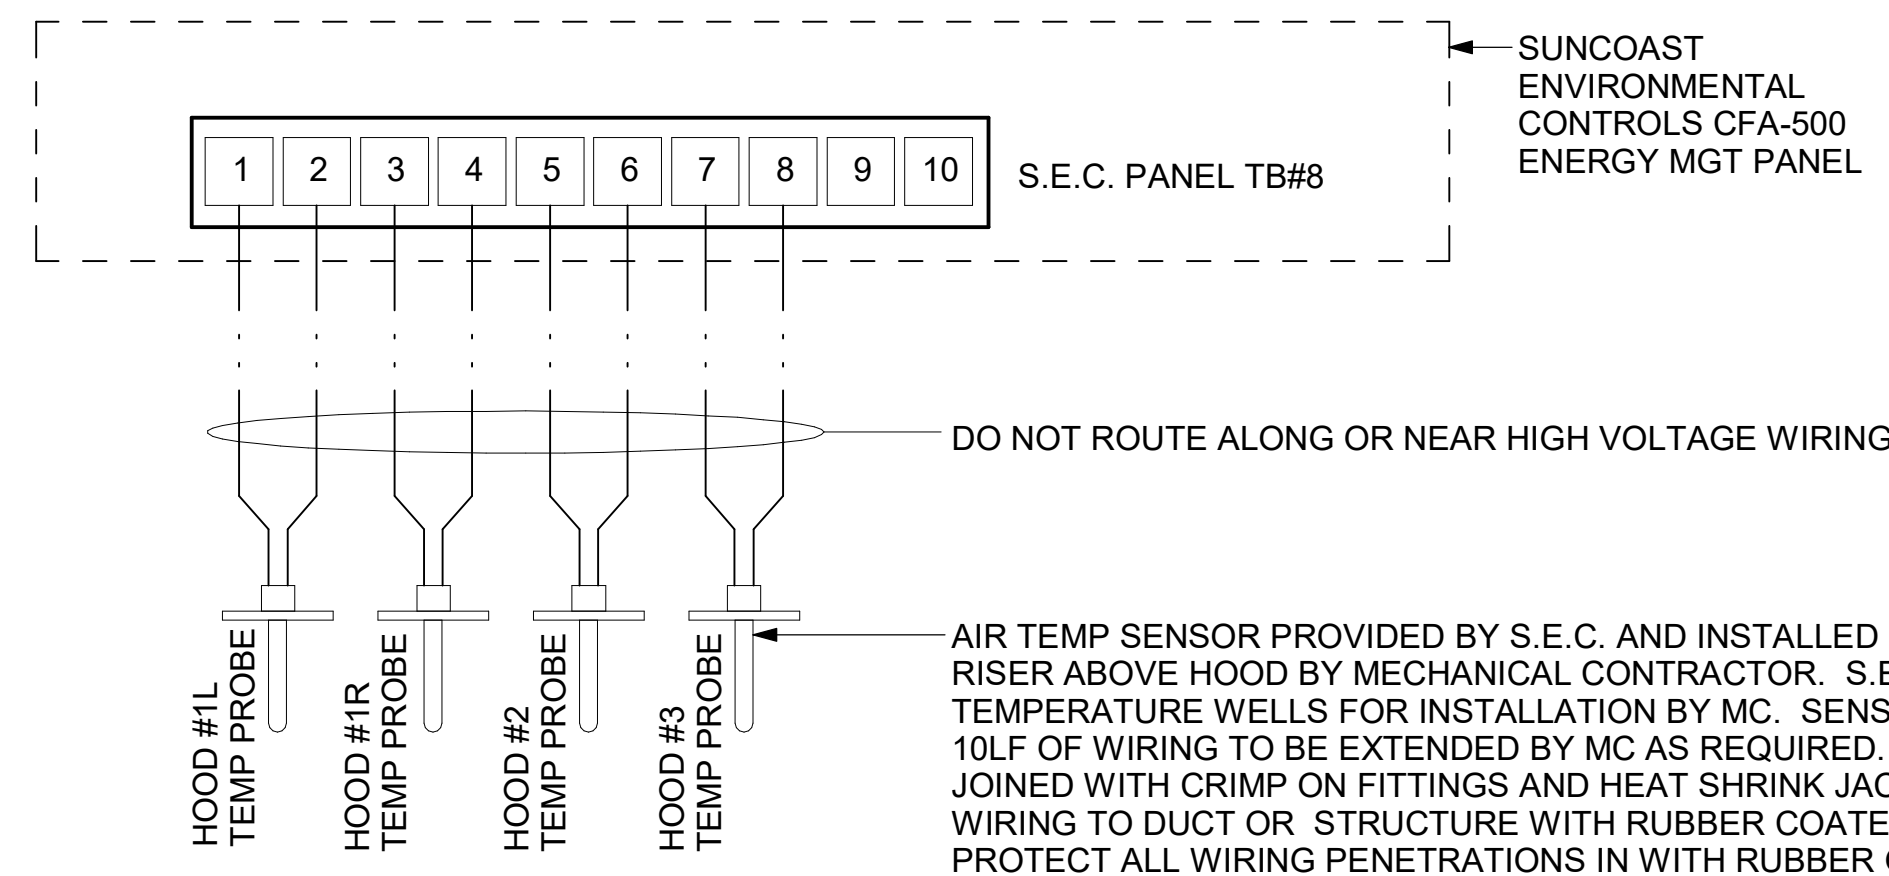 SUNCOAST
ENVIRONMENTAL
CONTROLS CFA-500
ENERGY MGT PANEL
1 2 3 4 5 6 7 8 9 10
S.E.C. PANEL TB#8
DO NOT ROUTE ALONG OR NEAR HIGH VOLTAGE WIRING
HOOD #1L
TEMP PROBE
HOOD #1R
TEMP PROBE
HOOD #2
TEMP PROBE
HOOD #3
TEMP PROBE
AIR TEMP SENSOR PROVIDED BY S.E.C. AND INSTALLED
RISER ABOVE HOOD BY MECHANICAL CONTRACTOR. S.E
TEMPERATURE WELLS FOR INSTALLATION BY MC. SENS
10LF OF WIRING TO BE EXTENDED BY MC AS REQUIRED.
JOINED WITH CRIMP ON FITTINGS AND HEAT SHRINK JAC
WIRING TO DUCT OR STRUCTURE WITH RUBBER COATE
PROTECT ALL WIRING PENETRATIONS IN WITH RUBBER